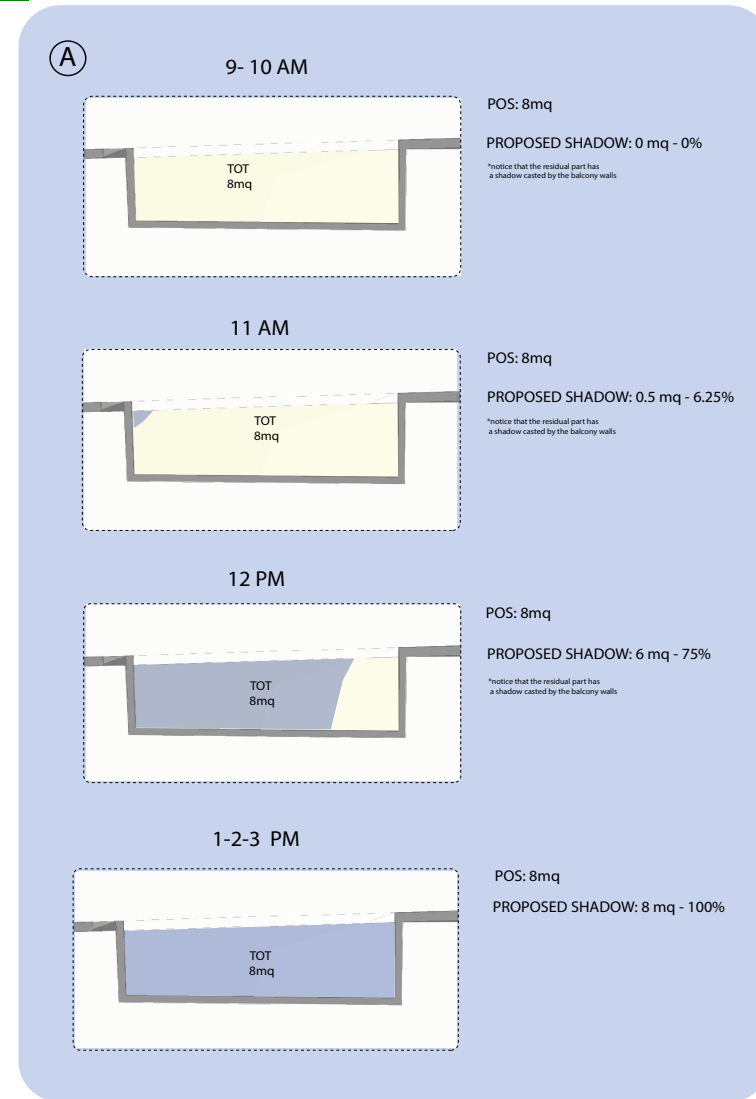 A
9- 10 AM
POS: 8mq
PROPOSED SHADOW: 0 mq - 0%
*notice that the residual part has
a shadow casted by the balcony walls
TOT
8mq
11 AM
POS: 8mq
PROPOSED SHADOW: 0.5 mq - 6.25%
*notice that the residual part has
a shadow casted by the balcony walls
TOT
8mq
12 PM
POS: 8mq
PROPOSED SHADOW: 6 mq - 75%
*notice that the residual part has
a shadow casted by the balcony walls
TOT
8mq
1-2-3 PM
POS: 8mq
PROPOSED SHADOW: 8 mq - 100%
TOT
8mq